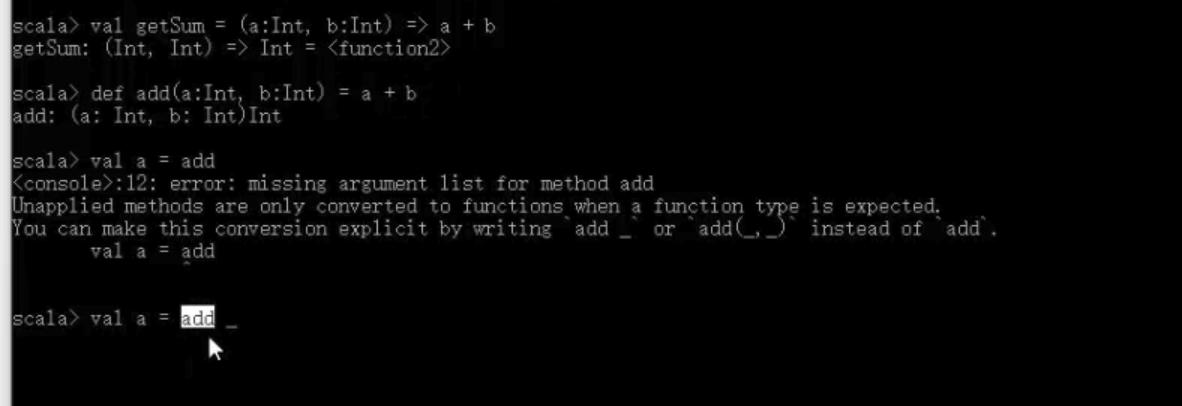 scala> val getSum = (a:Int, b:Int) => a + b
getSum: (Int, Int) => Int = <function2>
scala> def add(a:Int, b:Int) = a + b
add: (a: Int, b: Int)Int
scala> val a = add
<console>:12: error: missing argument list for method add
Unapplied methods are only converted to functions when a function type is expected.
You can make this conversion explicit by writing `add _` or `add(_,_)` instead of `add`.
val a = add
^
scala> val a = add _